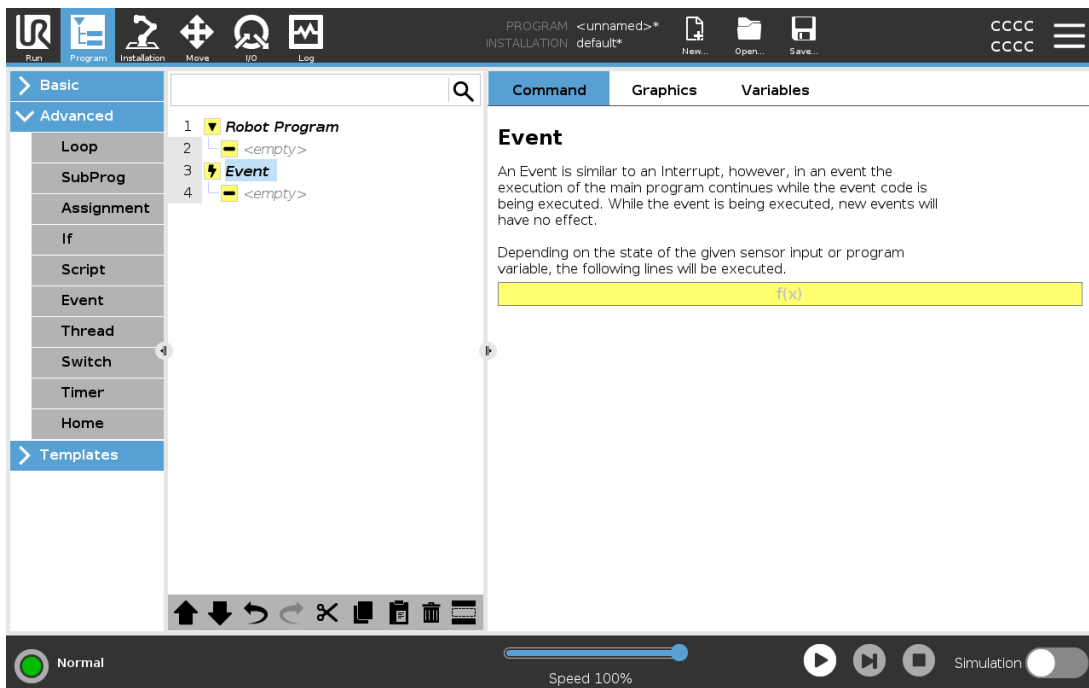 UR
Run
Program
Installation
Move
I/O
Log
PROGRAM <unnamed>*
INSTALLATION default*
New...
Open...
Save...
CCCC
CCCC
Basic
Advanced
Loop
SubProg
Assignment
If
Script
Event
Thread
Switch
Timer
Home
Templates
1 Robot Program
2 <empty>
3 Event
4 <empty>
Command Graphics Variables
Event
An Event is similar to an Interrupt, however, in an event the
execution of the main program continues while the event code is
being executed. While the event is being executed, new events will
have no effect.
Depending on the state of the given sensor input or program
variable, the following lines will be executed.
f(x)
Normal
Speed 100%
Simulation